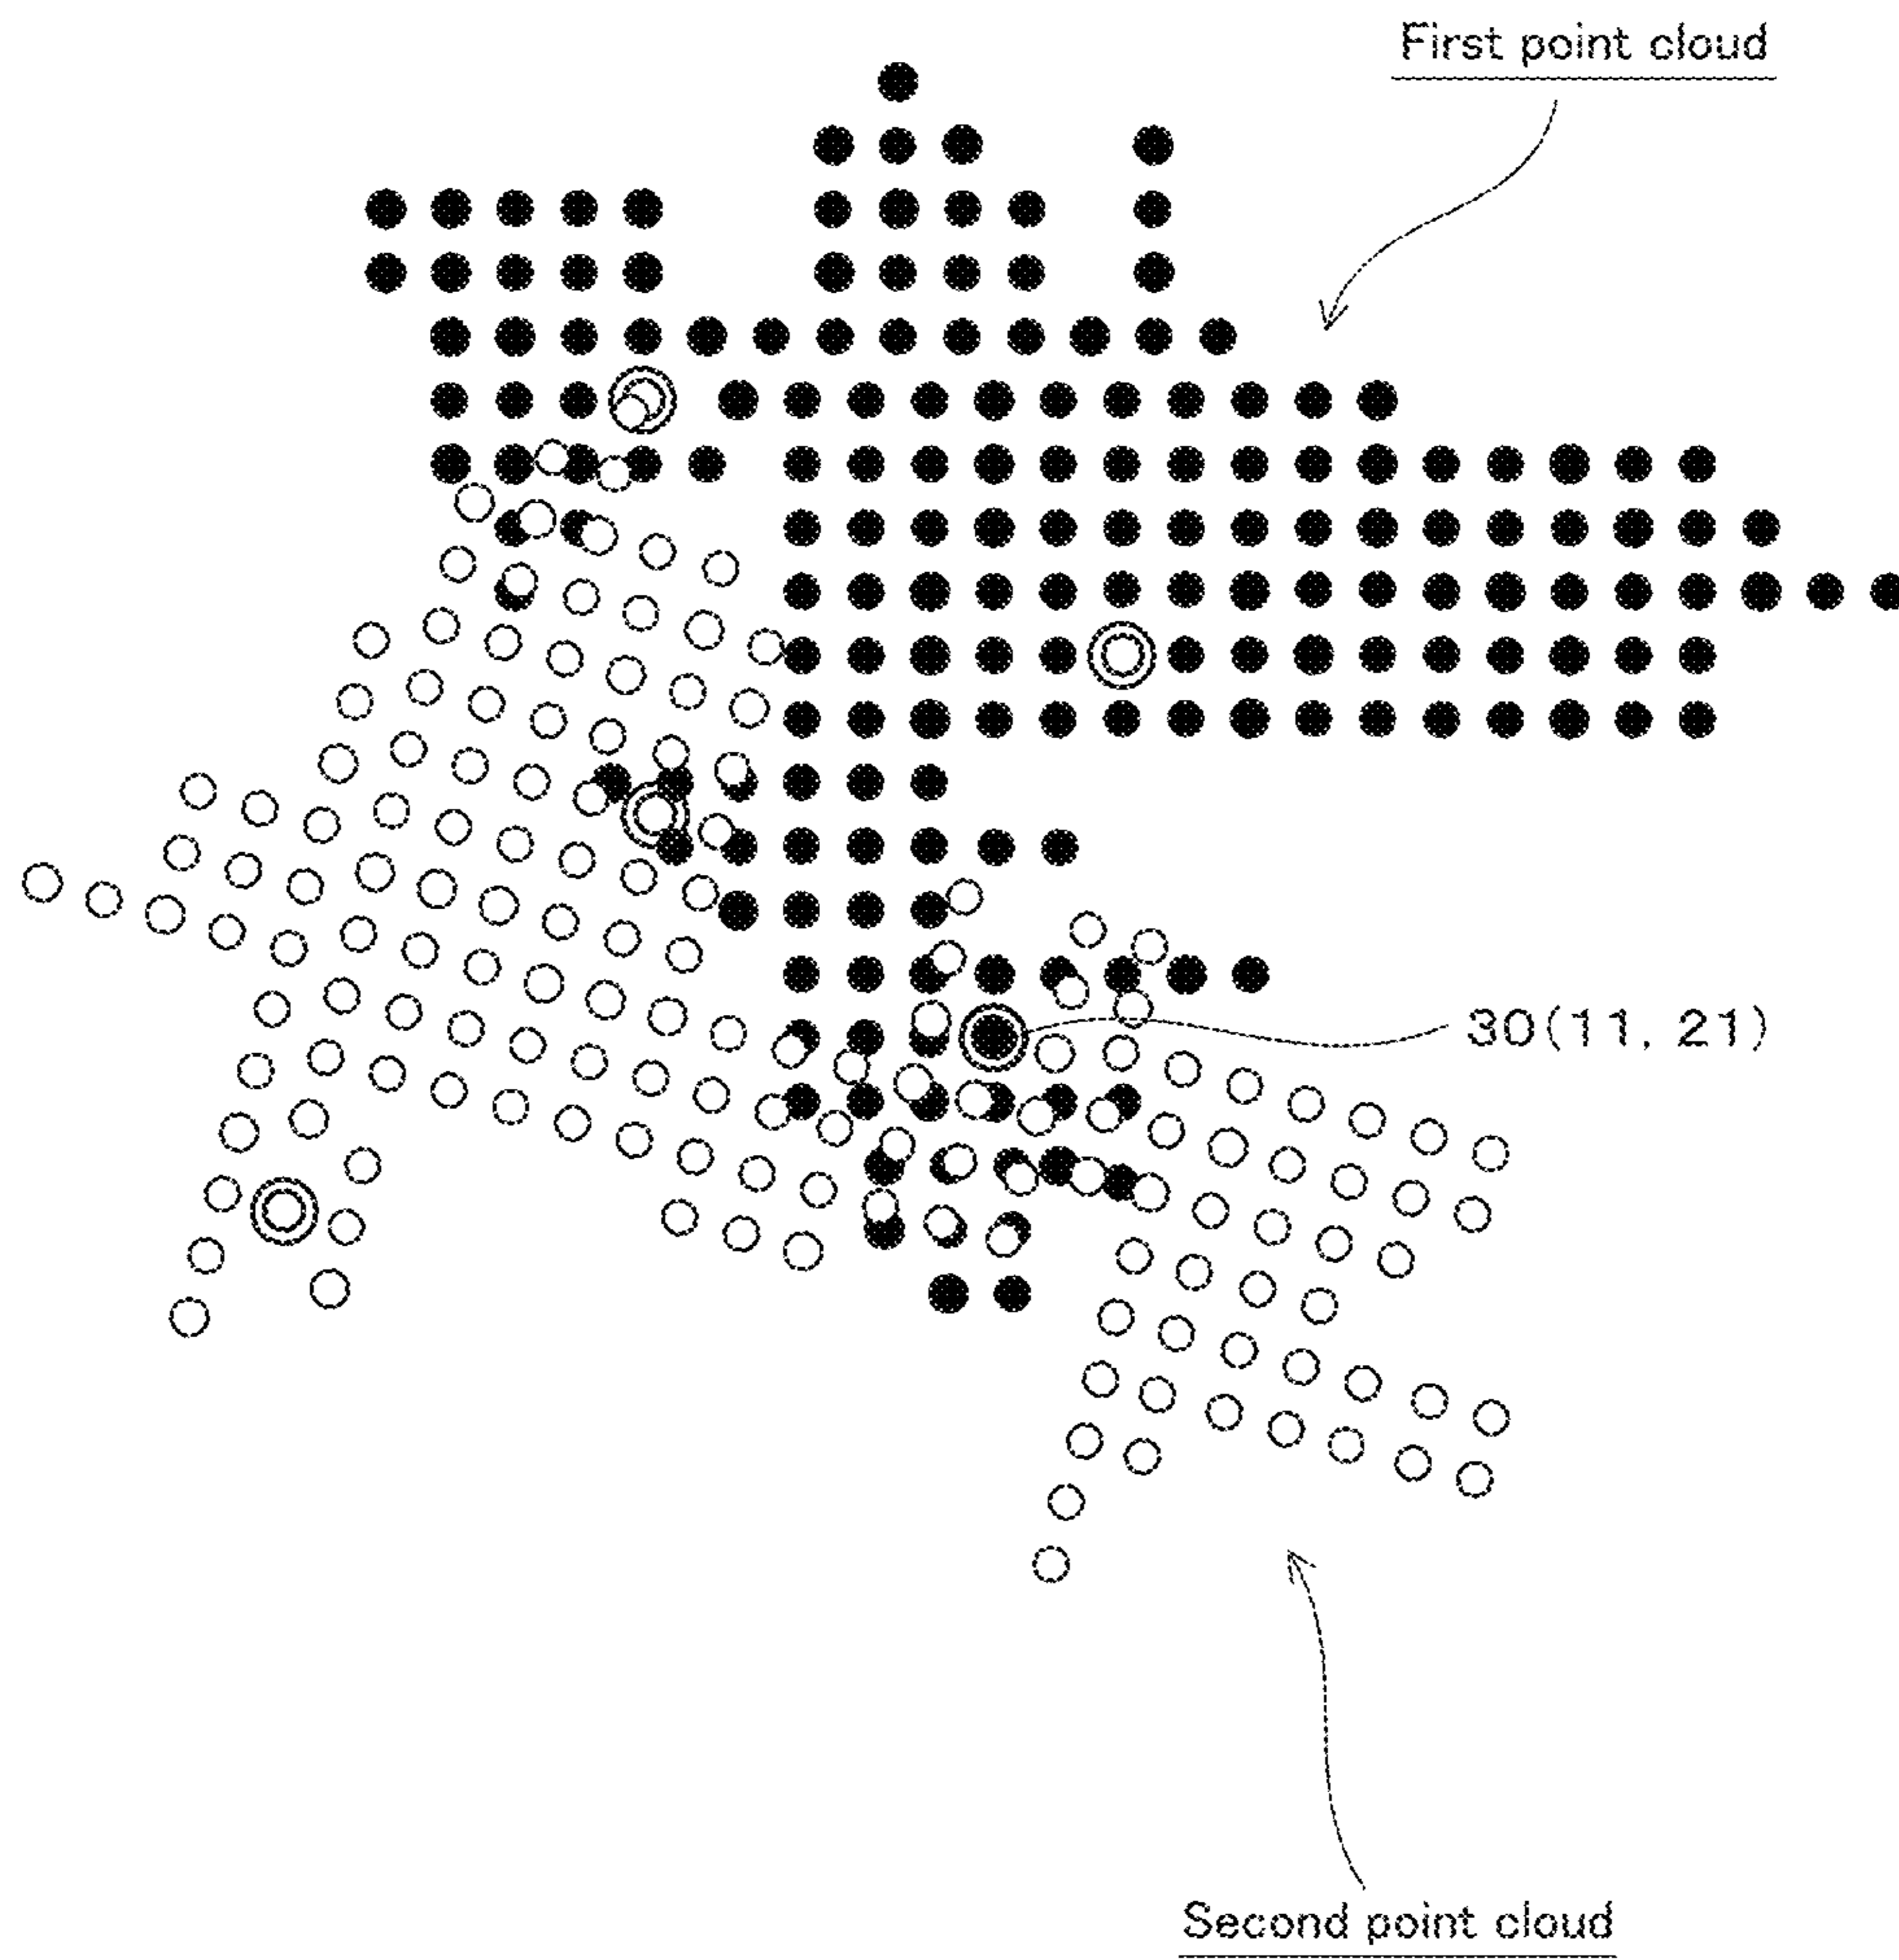 First point cloud
30(11, 21)
Second point cloud